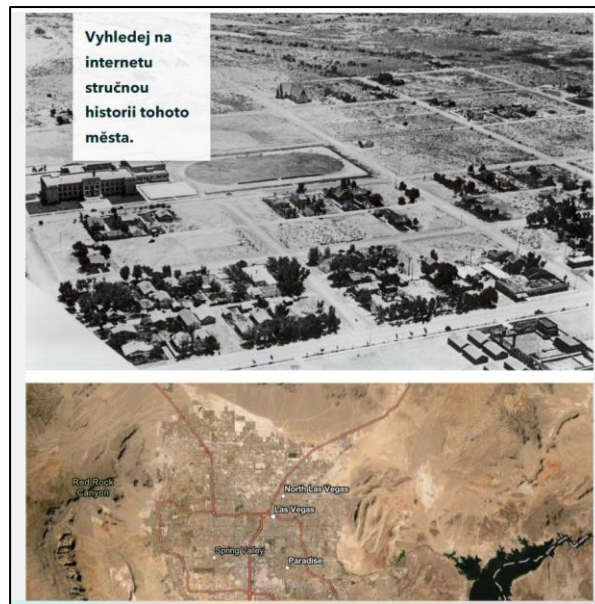 Vyhledej na
internetu
stručnou
historii tohoto
města.
Red Rock
Canyon
North Las Vegas
Las Vegas
Spring Valley
Paradise